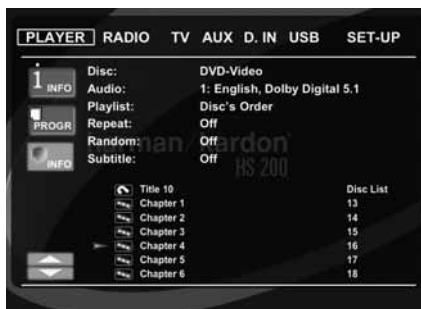 PLAYER RADIO TV AUX D. IN USB SET-UP
i INFO
PROGR
INFO
Disc: DVD-Video
Audio: 1: English, Dolby Digital 5.1
Playlist: Disc's Order
Repeat: Off
Random: Off
Subtitle: Off
harman/kardon
HS 200
Title 10 Disc List
Chapter 1 13
Chapter 2 14
Chapter 3 15
Chapter 4 16
Chapter 5 17
Chapter 6 18